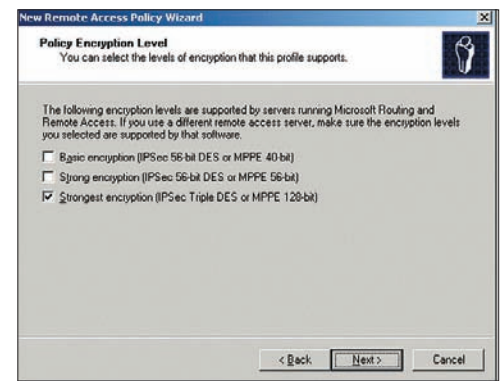 New Remote Access Policy Wizard
Policy Encryption Level
You can select the levels of encryption that this profile supports.
The following encryption levels are supported by servers running Microsoft Routing and
Remote Access. If you use a different remote access server, make sure the encryption levels
you selected are supported by that software.
Basic encryption (IPSec 56-bit DES or MPPE 40-bit)
Strong encryption (IPSec 56-bit DES or MPPE 56-bit)
Strongest encryption (IPSec Triple DES or MPPE 128-bit)
< Back
Next >
Cancel